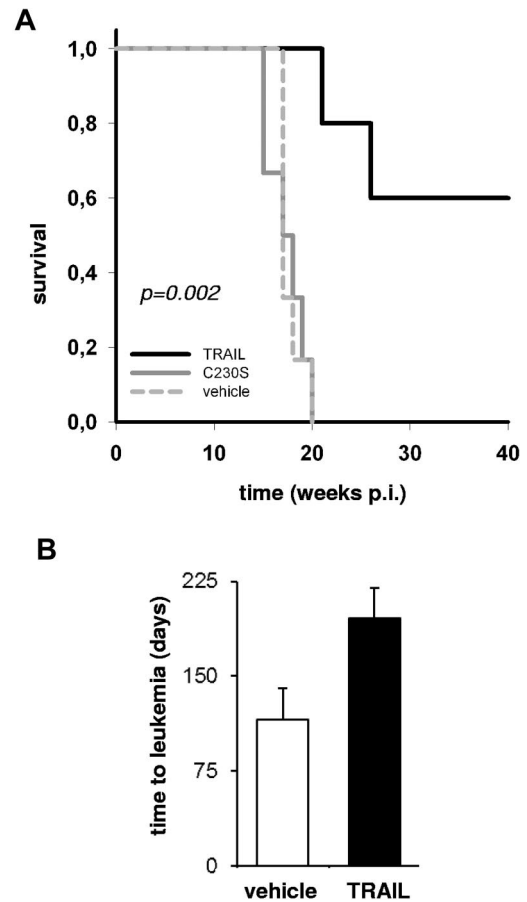 A
1,0
0,8
0,6
0,4
0,2
0,0
survival
p=0.002
TRAIL
C230S
vehicle
0 10 20 30 40
time (weeks p.i.)
B
225
150
75
0
time to leukemia (days)
vehicle TRAIL